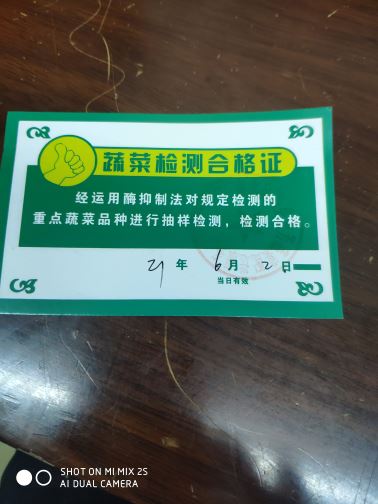 蔬菜检测合格证
经运用酶抑制法对规定检测的
重点蔬菜品种进行抽样检测，检测合格。
21 年 6 月 2 日
当日有效
SHOT ON MI MIX 2S
AI DUAL CAMERA